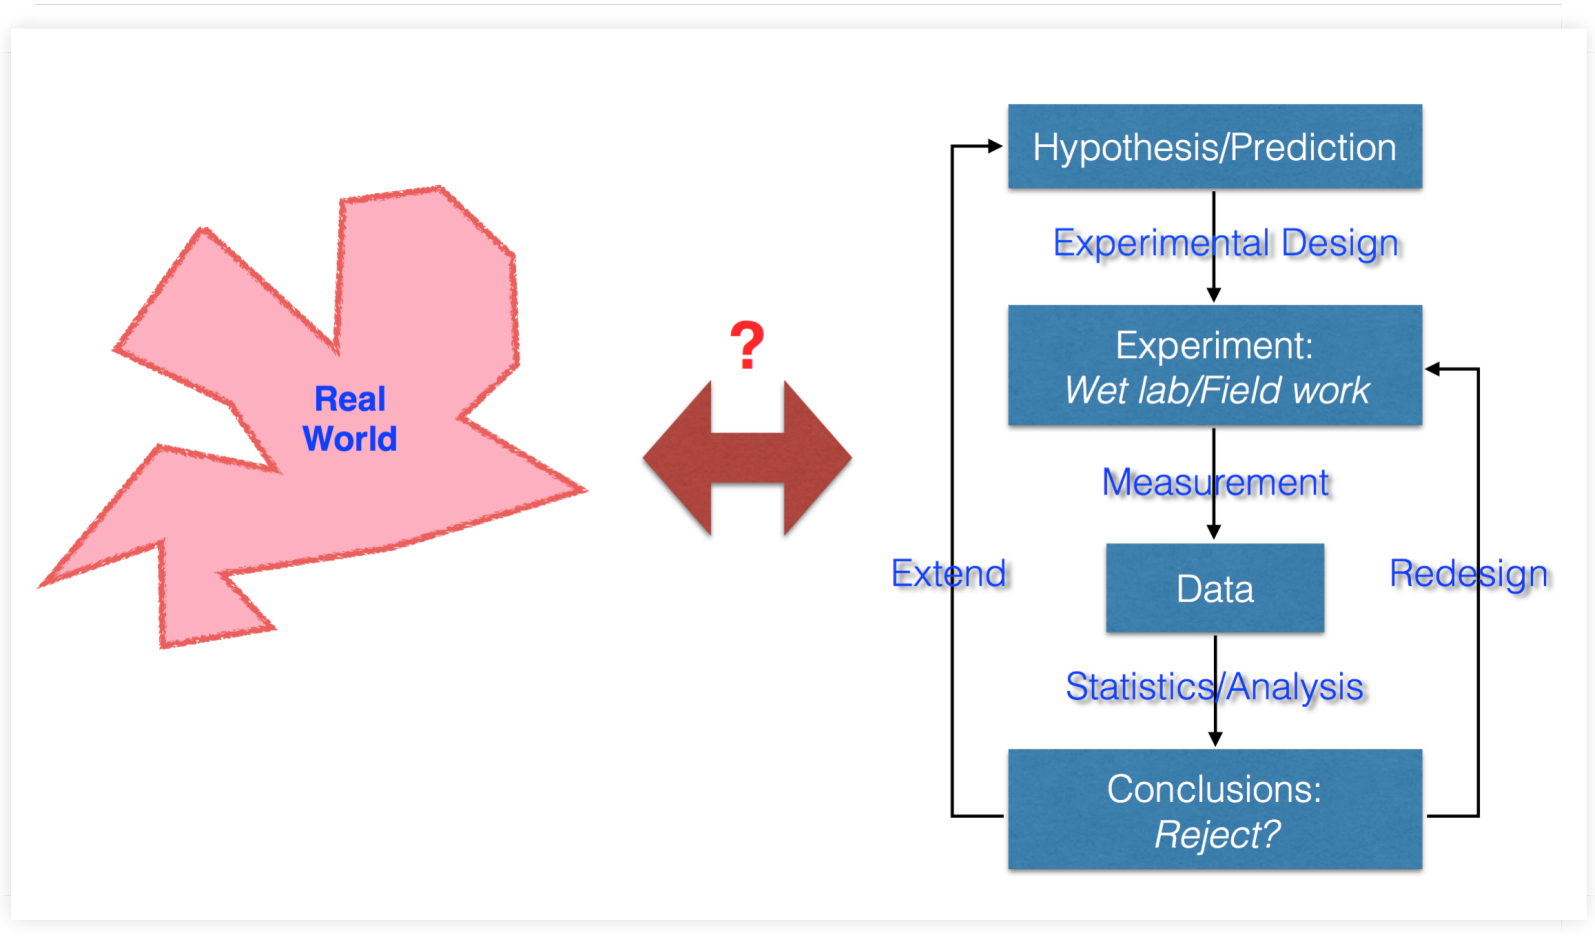 Real
World
?
Hypothesis/Prediction
Experimental Design
Experiment:
Wet lab/Field work
Measurement
Extend
Data
Redesign
Statistics/Analysis
Conclusions:
Reject?